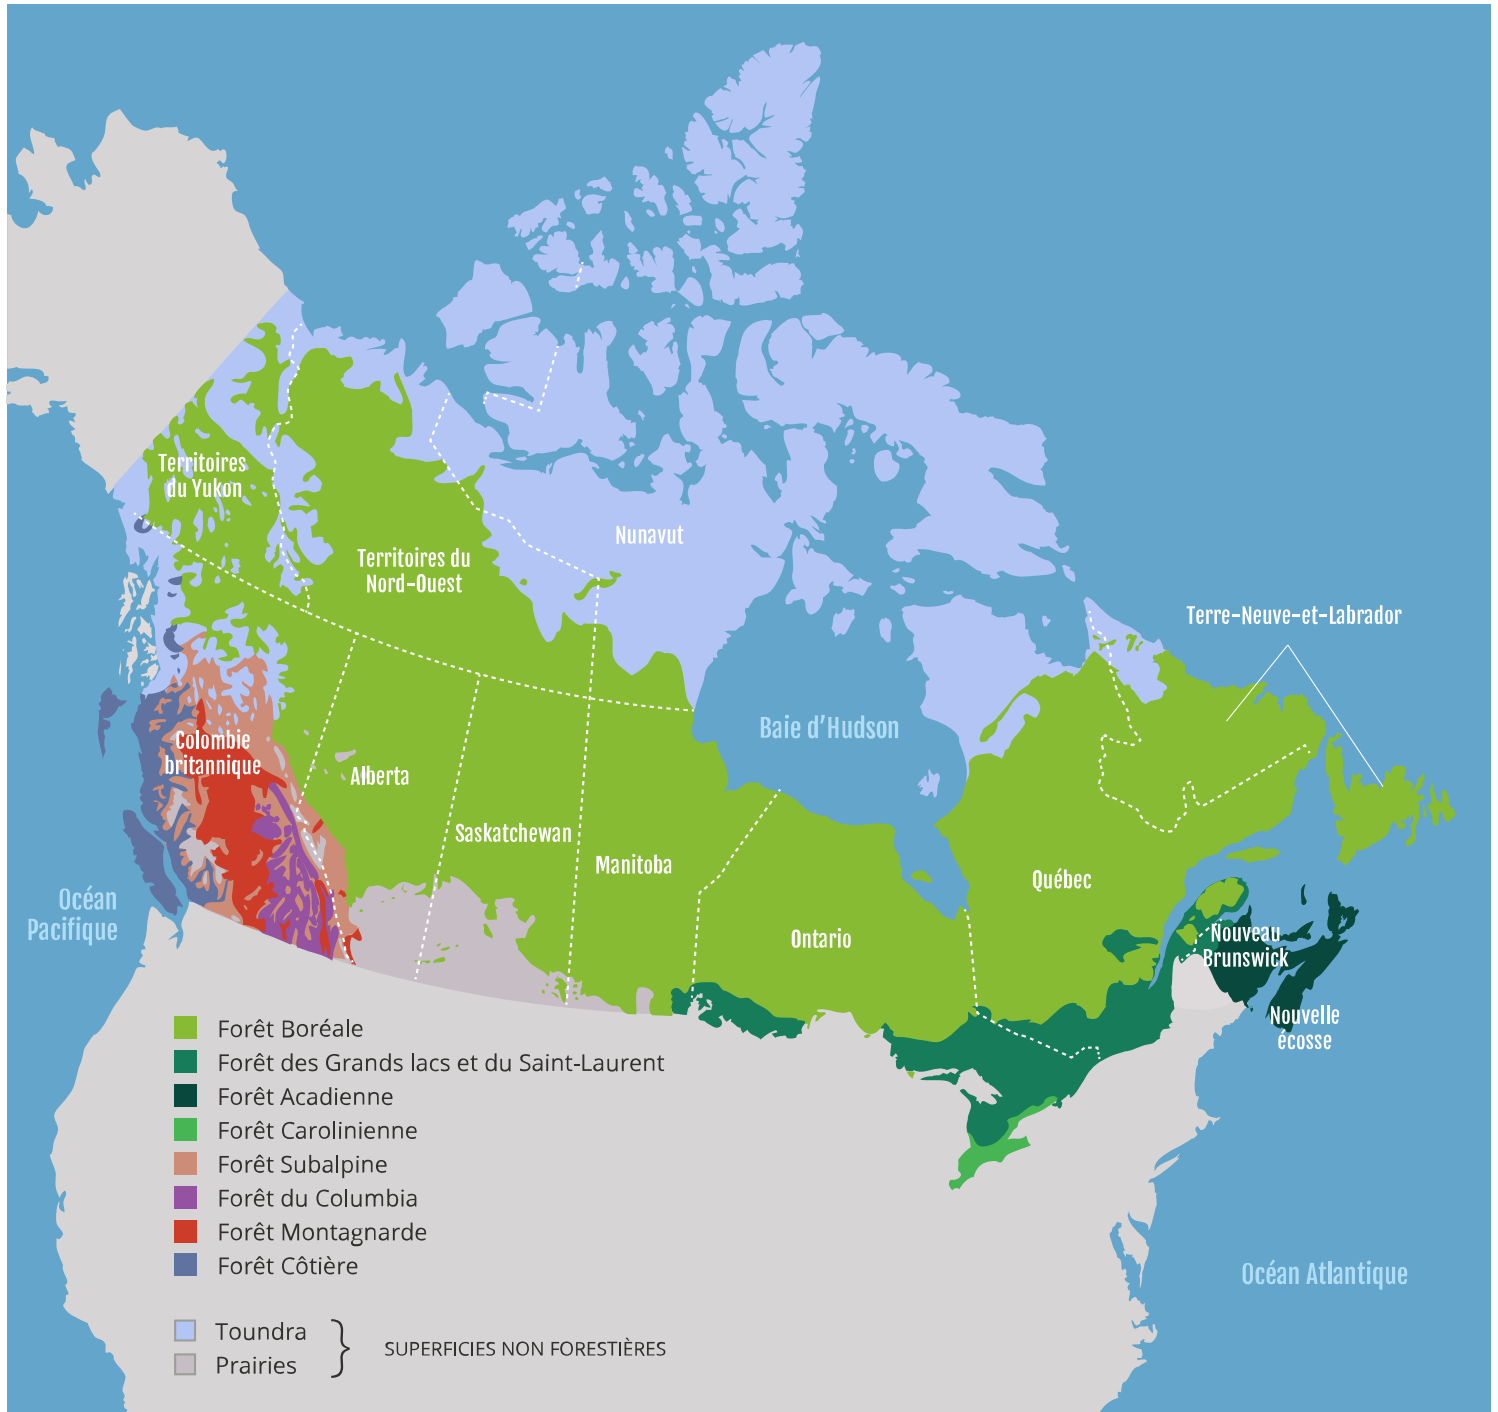 Territoires
du Yukon
Territoires du
Nord-Ouest
Nunavut
Terre-Neuve-et-Labrador
Baie d’Hudson
Colombie
britannique
Alberta
Saskatchewan
Manitoba
Ontario
Québec
Océan
Pacifique
Nouveau
Brunswick
Nouvelle
écosse
Océan Atlantique
Forêt Boréale
Forêt des Grands lacs et du Saint-Laurent
Forêt Acadienne
Forêt Carolinienne
Forêt Subalpine
Forêt du Columbia
Forêt Montagnarde
Forêt Côtière
Toundra
Prairies
SUPERFICIES NON FORESTIÈRES